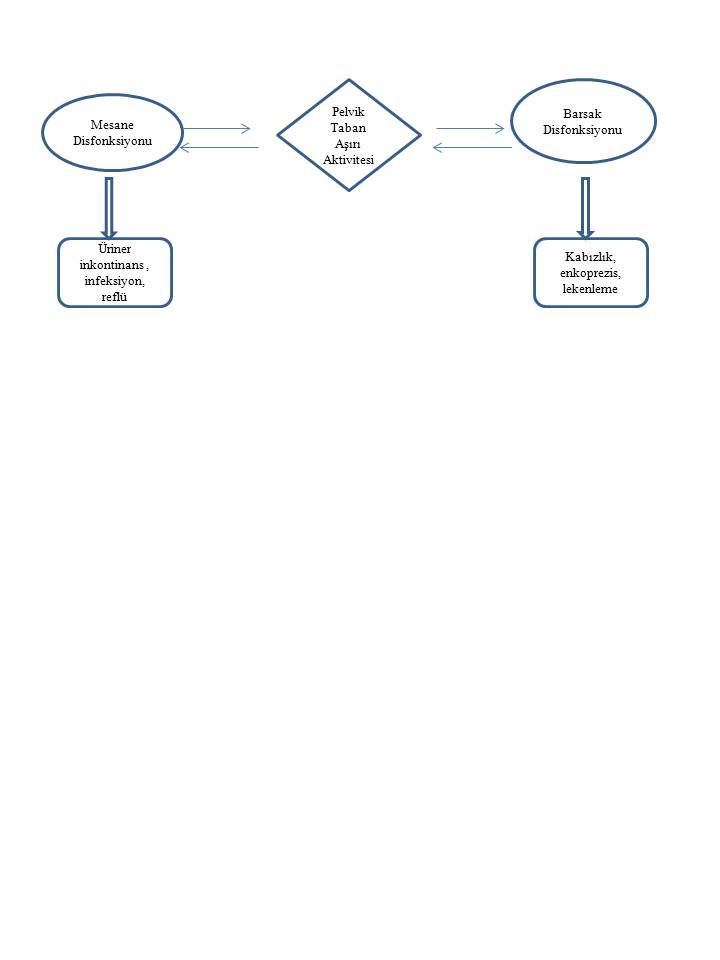 Mesane
Disfonksiyonu
Pelvik
Taban
Aşırı
Aktivitesi
Barsak
Disfonksiyonu
Üriner
inkontinans ,
infeksiyon,
reflü
Kabızlık,
enkoprezis,
lekenleme